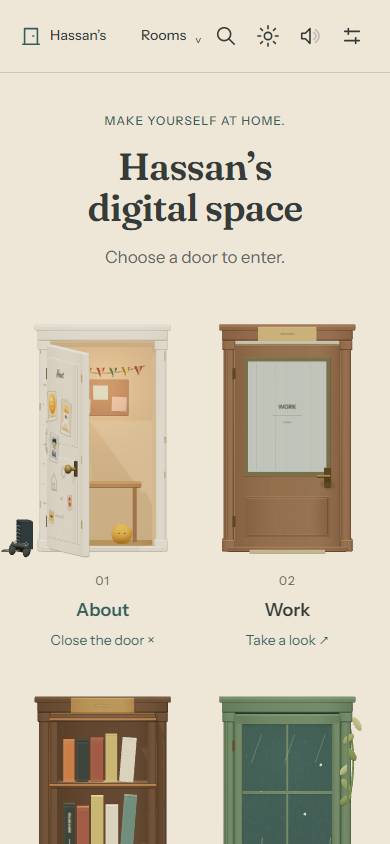 Hassan’s
Rooms
MAKE YOURSELF AT HOME.
Hassan’s
digital space
Choose a door to enter.
WORK
01
02
About
Work
Close the door ×
Take a look ↗